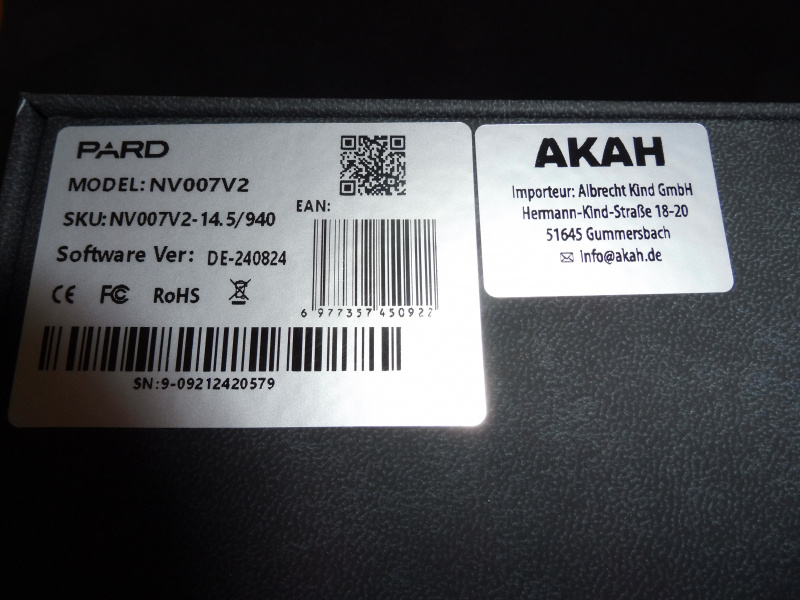 PARD
MODEL: NV007V2
SKU: NV007V2-14.5/940
EAN:
Software Ver: DE-240824
CE FC RoHS
6 977357 450922
SN:9-09212420579
AKAH
Importeur: Albrecht Kind GmbH
Hermann-Kind-Straße 18-20
51645 Gummersbach
info@akah.de